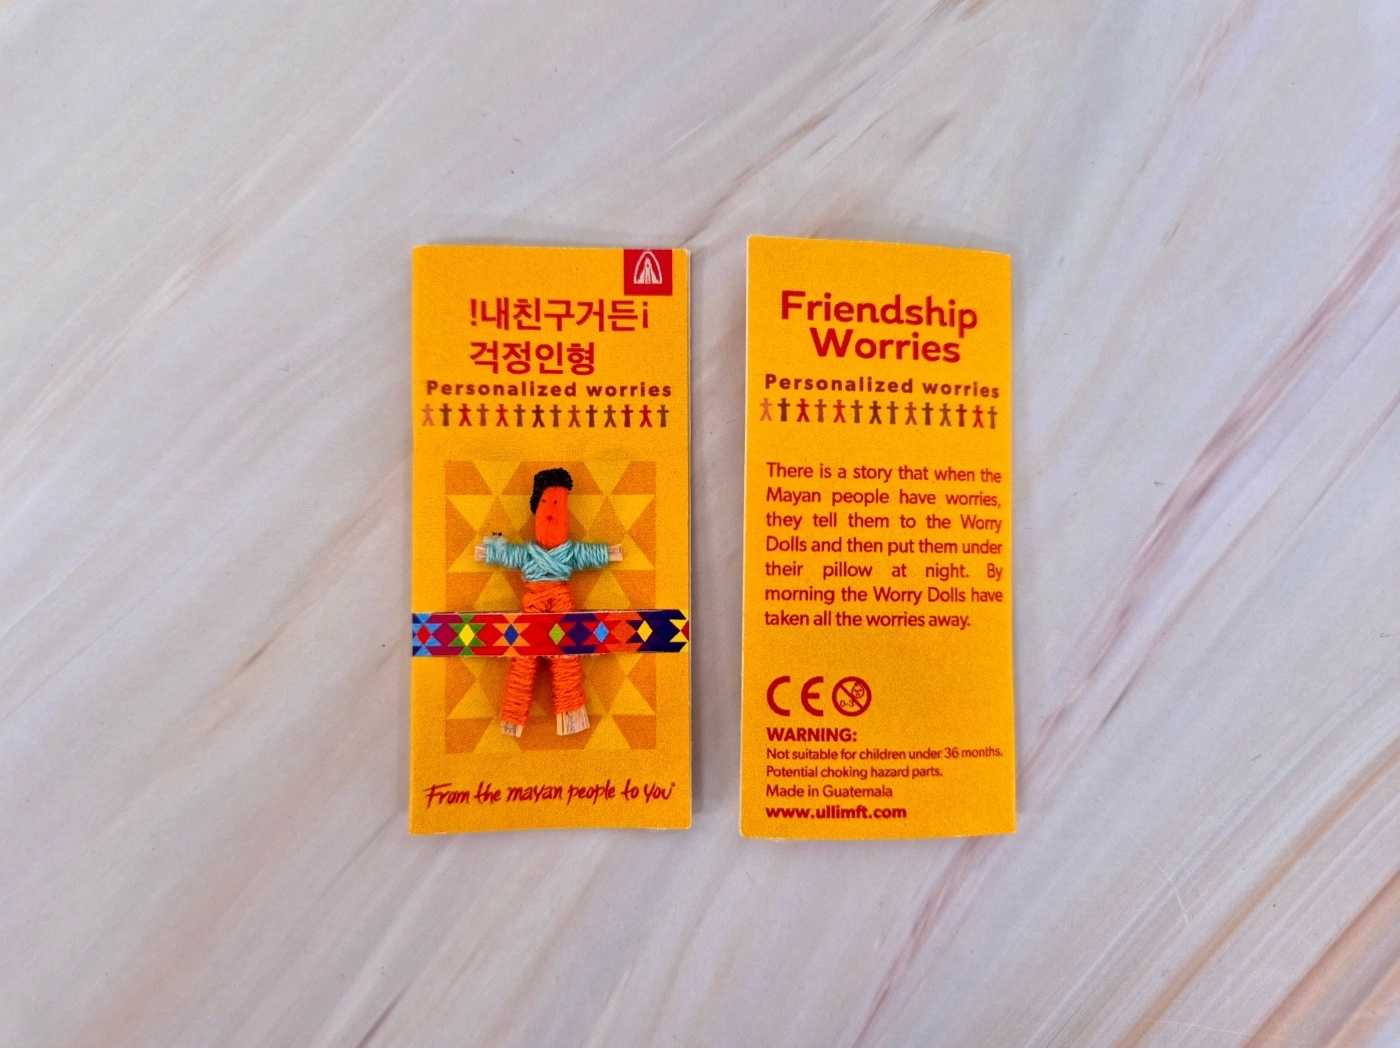 !내친구거든¡
걱정인형
Personalized worries
From the mayan people to you®
Friendship
Worries
Personalized worries
There is a story that when the
Mayan people have worries,
they tell them to the Worry
Dolls and then put them under
their pillow at night. By
morning the Worry Dolls have
taken all the worries away.
CE 0-3
WARNING:
Not suitable for children under 36 months.
Potential choking hazard parts.
Made in Guatemala
www.ullimft.com